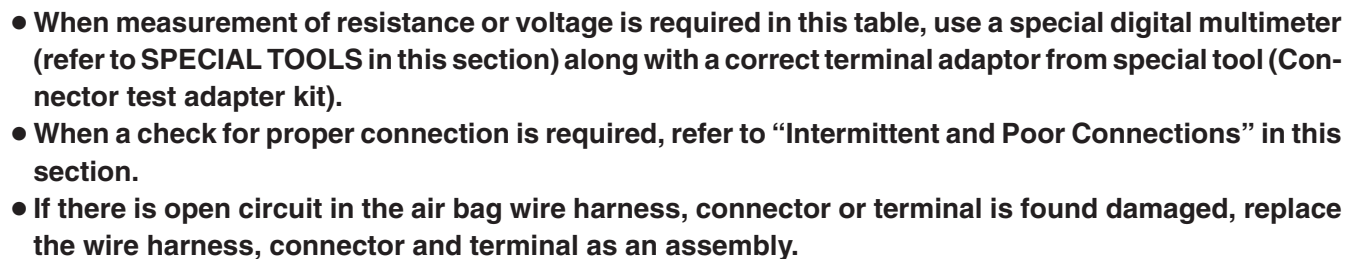 ● When measurement of resistance or voltage is required in this table, use a special digital multimeter
(refer to SPECIAL TOOLS in this section) along with a correct terminal adaptor from special tool (Con-
nector test adapter kit).
● When a check for proper connection is required, refer to “Intermittent and Poor Connections” in this
section.
● If there is open circuit in the air bag wire harness, connector or terminal is found damaged, replace
the wire harness, connector and terminal as an assembly.